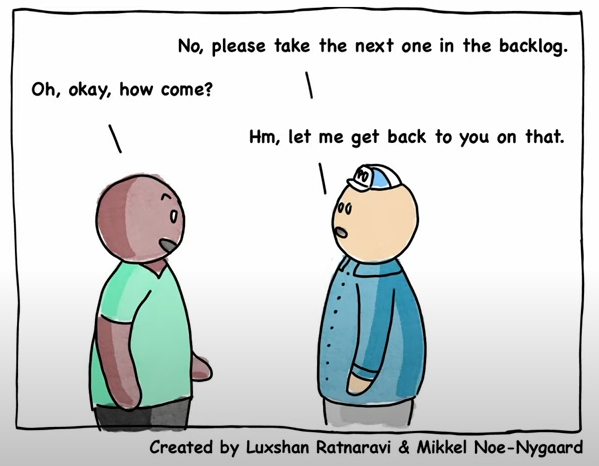 No, please take the next one in the backlog.
Oh, okay, how come?
Hm, let me get back to you on that.
PO
Created by Luxshan Ratnaravi & Mikkel Noe-Nygaard